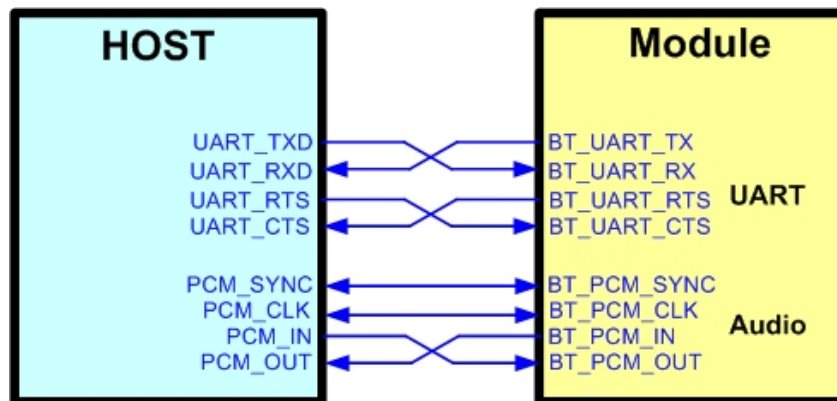 HOST
UART_TXD
UART_RXD
UART_RTS
UART_CTS
PCM_SYNC
PCM_CLK
PCM_IN
PCM_OUT
Module
BT_UART_TX
BT_UART_RX
BT_UART_RTS
BT_UART_CTS
UART
BT_PCM_SYNC
BT_PCM_CLK
BT_PCM_IN
BT_PCM_OUT
Audio